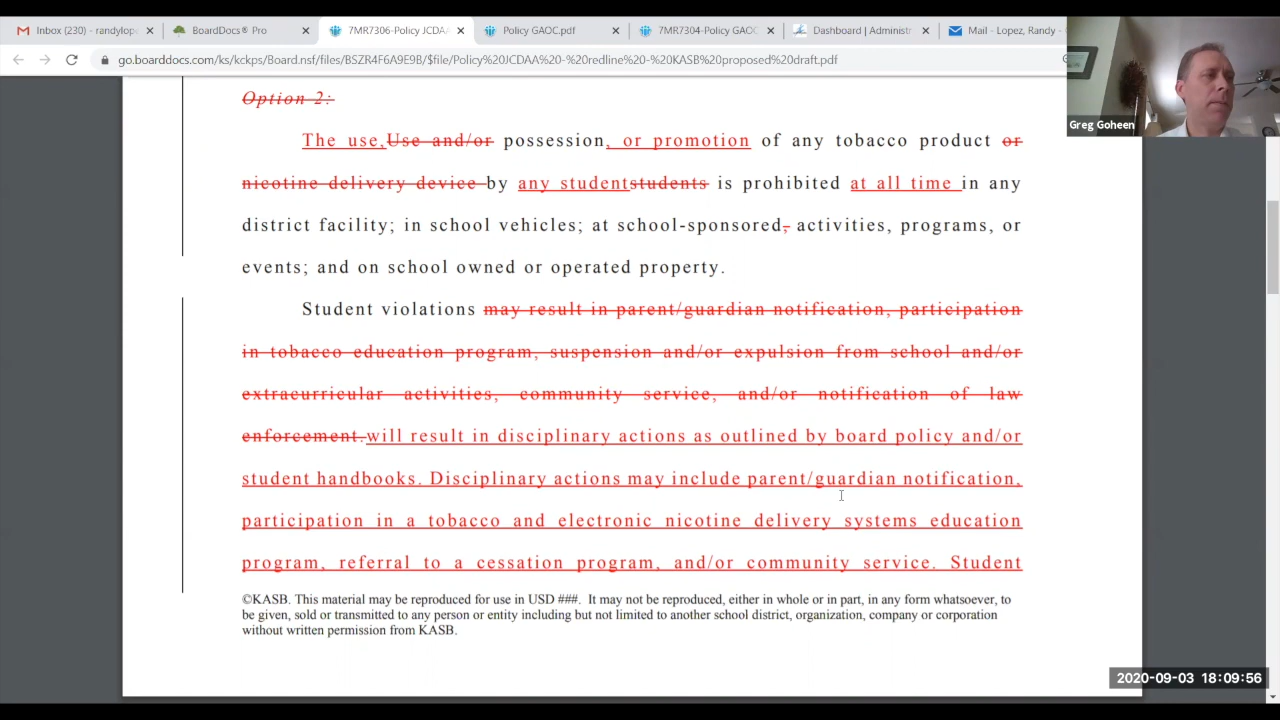 Inbox (230) - randylop
BoardDocs® Pro
7MR7306-Policy JCDAA
Policy GAOC.pdf
7MR7304-Policy GAOC
Dashboard | Administr
Mail - Lopez, Randy -
go.boarddocs.com/ks/kckps/Board.nsf/files/BSZB4F6A9E9B/$file/Policy%20JCDAA%20-%20redline%20-%20KASB%20proposed%20draft.pdf
Greg Goheen
Option 2:
The use,Use and/or possession, or promotion of any tobacco product or
nicotine delivery device by any studentstudents is prohibited at all time in any
district facility; in school vehicles; at school-sponsored, activities, programs, or
events; and on school owned or operated property.
Student violations may result in parent/guardian notification, participation
in tobacco education program, suspension and/or expulsion from school and/or
extracurricular activities, community service, and/or notification of law
enforcement. will result in disciplinary actions as outlined by board policy and/or
student handbooks. Disciplinary actions may include parent/guardian notification,
participation in a tobacco and electronic nicotine delivery systems education
program, referral to a cessation program, and/or community service. Student
©KASB. This material may be reproduced for use in USD ###. It may not be reproduced, either in whole or in part, in any form whatsoever, to
be given, sold or transmitted to any person or entity including but not limited to another school district, organization, company or corporation
without written permission from KASB.
2020-09-03 18:09:56